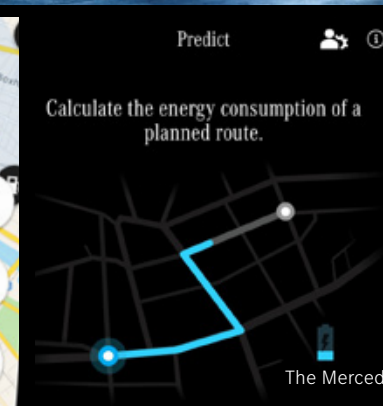 Predict
Calculate the energy consumption of a
planned route.
The Merced